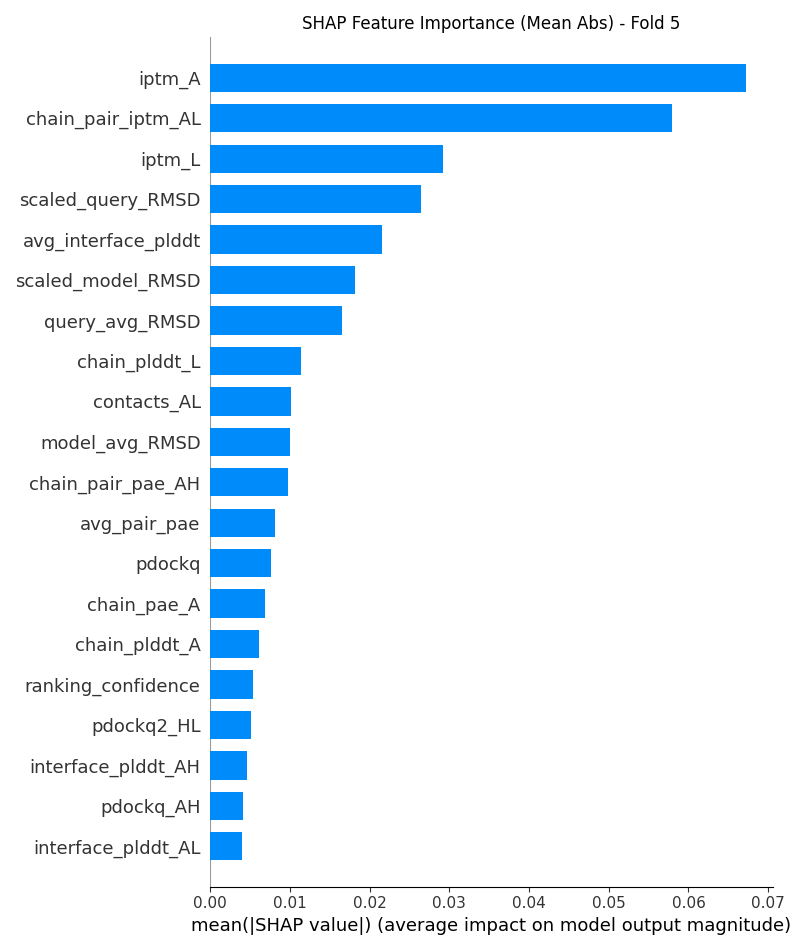 SHAP Feature Importance (Mean Abs) - Fold 5
iptm_A
chain_pair_iptm_AL
iptm_L
scaled_query_RMSD
avg_interface_plddt
scaled_model_RMSD
query_avg_RMSD
chain_plddt_L
contacts_AL
model_avg_RMSD
chain_pair_pae_AH
avg_pair_pae
pdockq
chain_pae_A
chain_plddt_A
ranking_confidence
pdockq2_HL
interface_plddt_AH
pdockq_AH
interface_plddt_AL
0.00 0.01 0.02 0.03 0.04 0.05 0.06 0.07
mean(|SHAP value|) (average impact on model output magnitude)